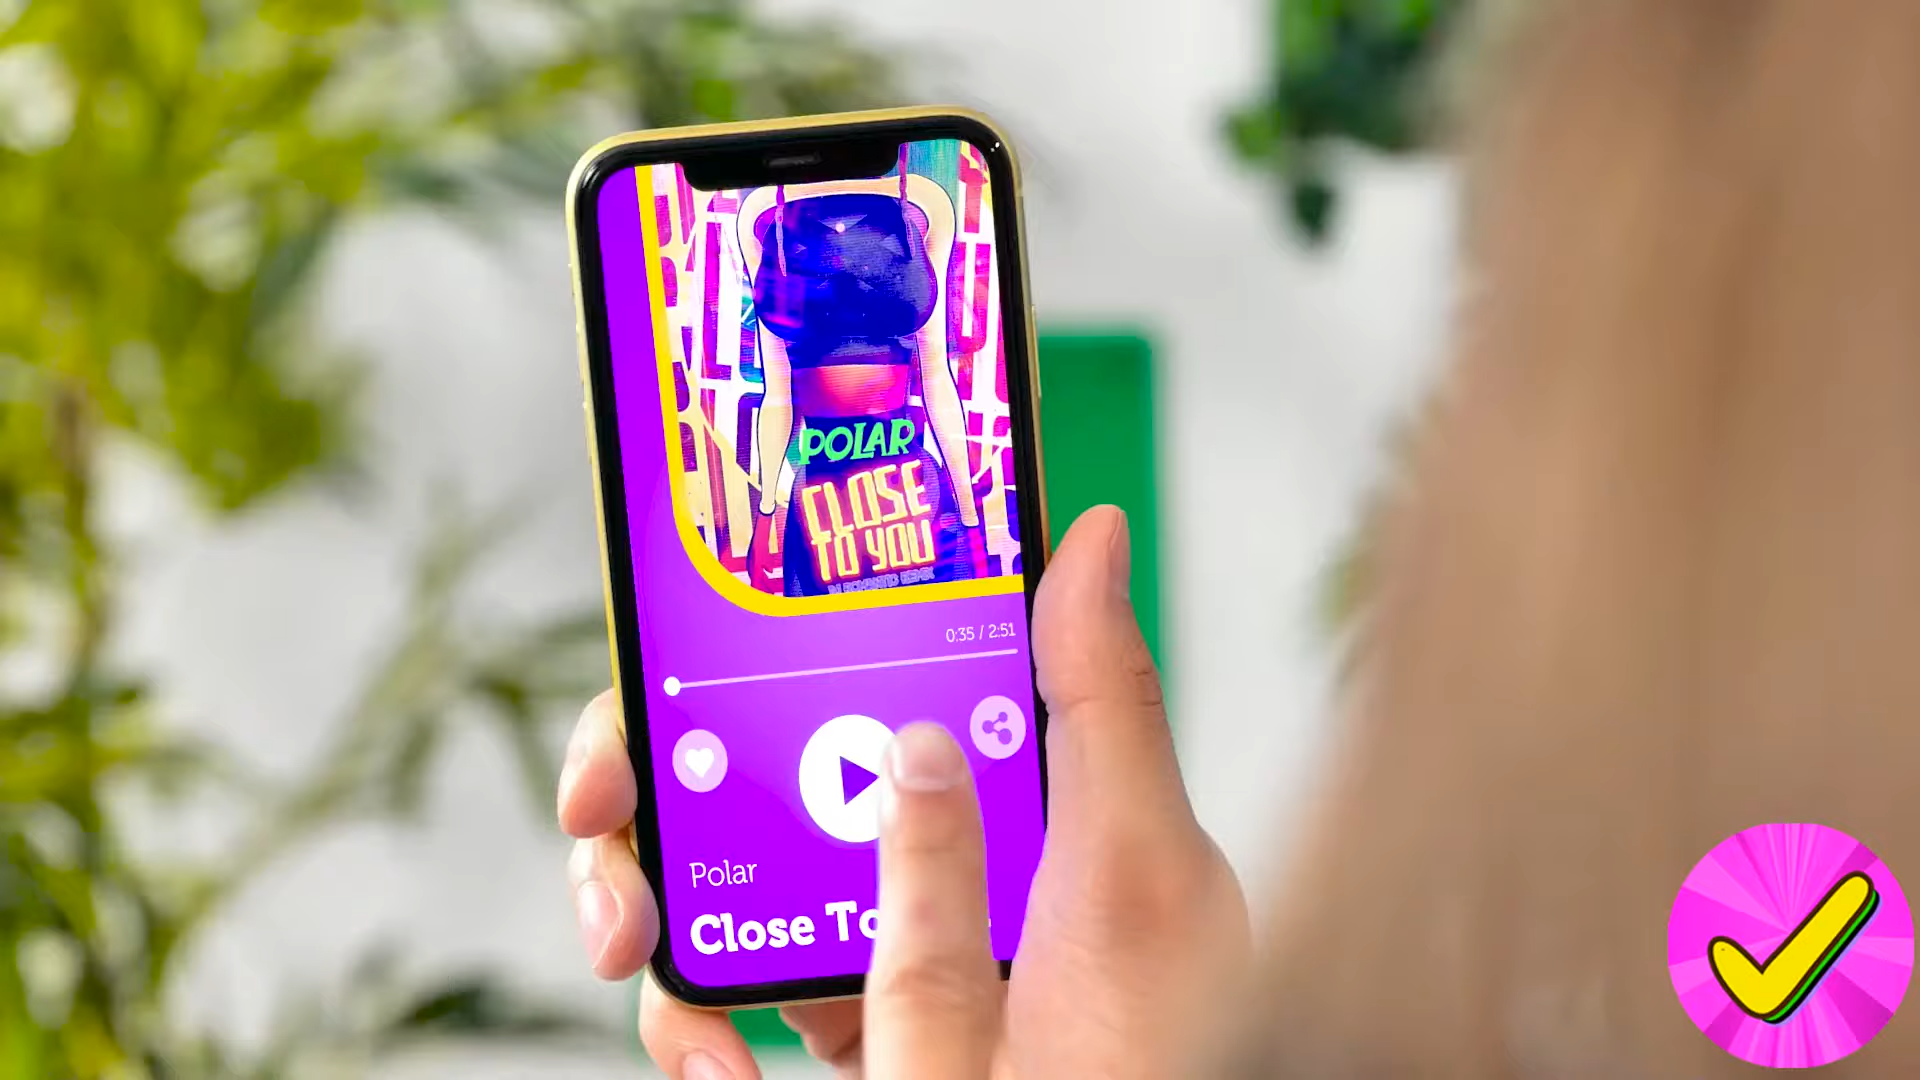 POLAR
CLOSE
TO YOU
0:35 / 2:51
Polar
Close To